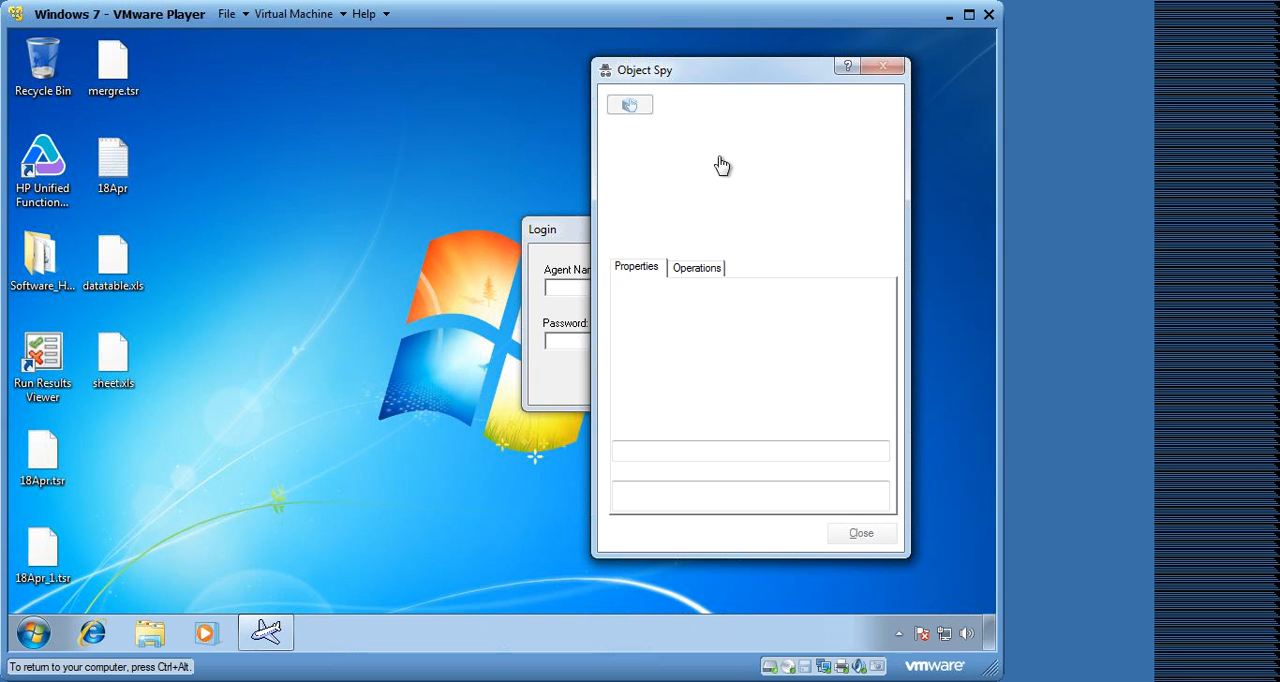 Windows 7 - VMware Player File Virtual Machine Help
Recycle Bin
mergre.tsr
HP Unified
Function...
18Apr
Software_H...
datatable.xls
Run Results
Viewer
sheet.xls
18Apr.tsr
18Apr_1.tsr
Login
Agent Nan
Password:
Object Spy
?
Properties
Operations
Close
To return to your computer, press Ctrl+Alt.
vmware